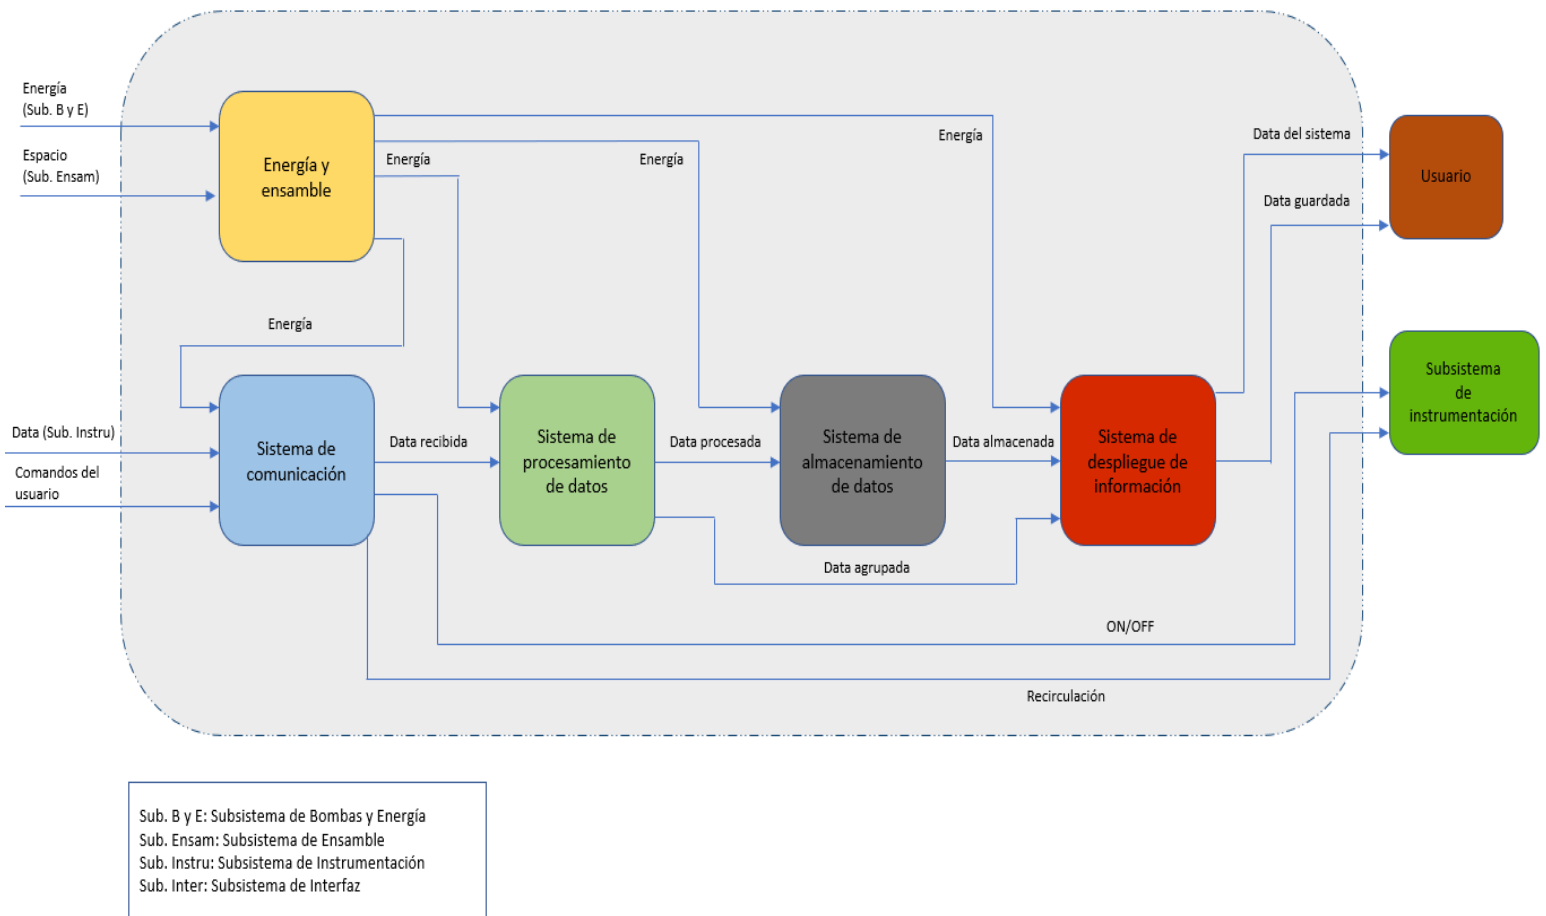 Energía
(Sub. B y E)
Espacio
(Sub. Ensam)
Energía y
ensamble
Energía
Energía
Energía
Data del sistema
Usuario
Data guardada
Energía
Subsistema
de
instrumentación
Data (Sub. Instru)
Comandos del
usuario
Sistema de
comunicación
Data recibida
Sistema de
procesamiento
de datos
Data procesada
Sistema de
almacenamiento
de datos
Data almacenada
Sistema de
despliegue de
información
Data agrupada
ON/OFF
Recirculación
Sub. B y E: Subsistema de Bombas y Energía
Sub. Ensam: Subsistema de Ensamble
Sub. Instru: Subsistema de Instrumentación
Sub. Inter: Subsistema de Interfaz